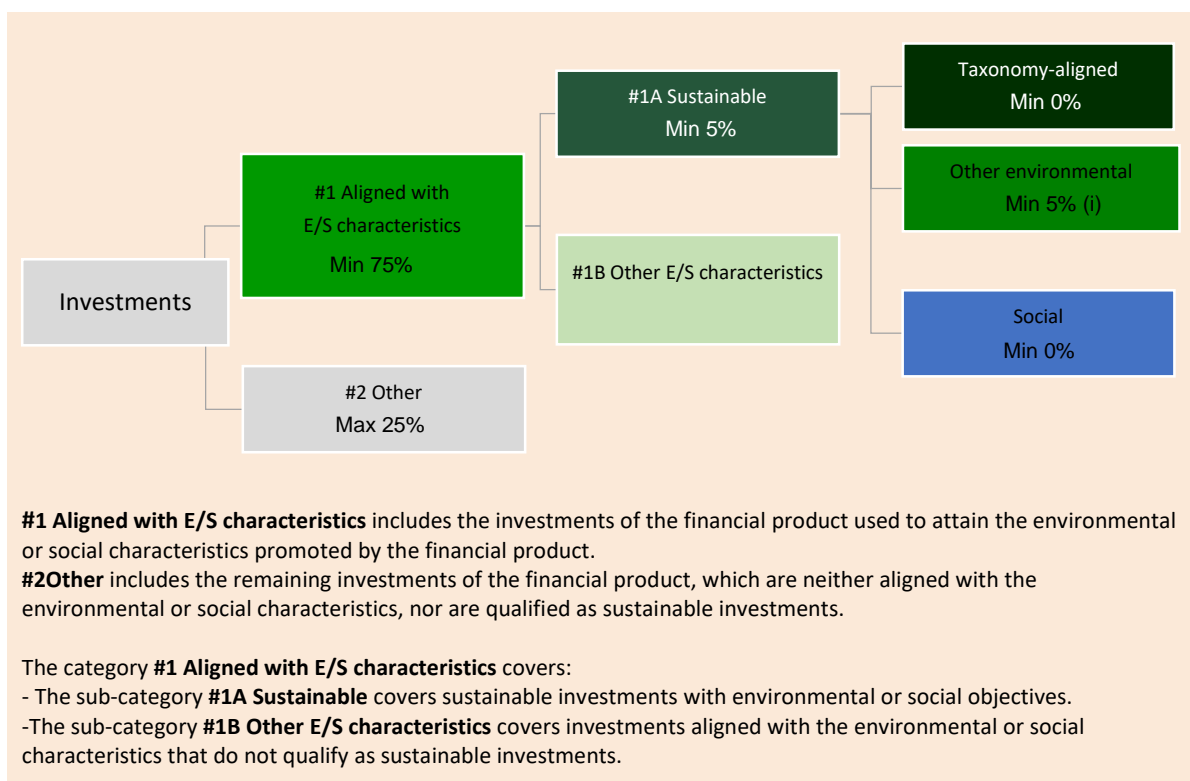 Taxonomy-aligned
Min 0%
#1A Sustainable
Min 5%
Other environmental
Min 5% (i)
#1 Aligned with
E/S characteristics
Min 75%
#1B Other E/S characteristics
Investments
Social
Min 0%
#2 Other
Max 25%
#1 Aligned with E/S characteristics includes the investments of the financial product used to attain the environmental
or social characteristics promoted by the financial product.
#2Other includes the remaining investments of the financial product, which are neither aligned with the
environmental or social characteristics, nor are qualified as sustainable investments.
The category #1 Aligned with E/S characteristics covers:
- The sub-category #1A Sustainable covers sustainable investments with environmental or social objectives.
-The sub-category #1B Other E/S characteristics covers investments aligned with the environmental or social
characteristics that do not qualify as sustainable investments.